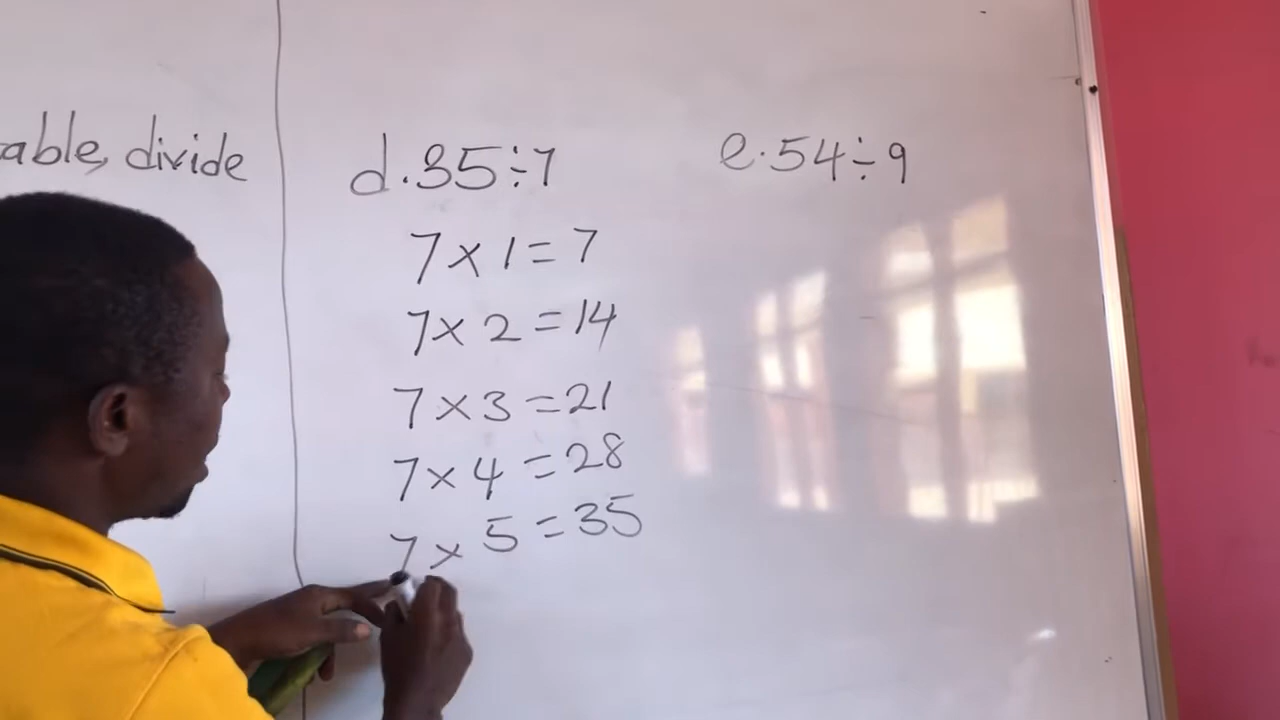 able, divide
d. 35÷7
7 × 1 = 7
7 × 2 = 14
7 × 3 = 21
7 × 4 = 28
7 × 5 = 35
e. 54÷9